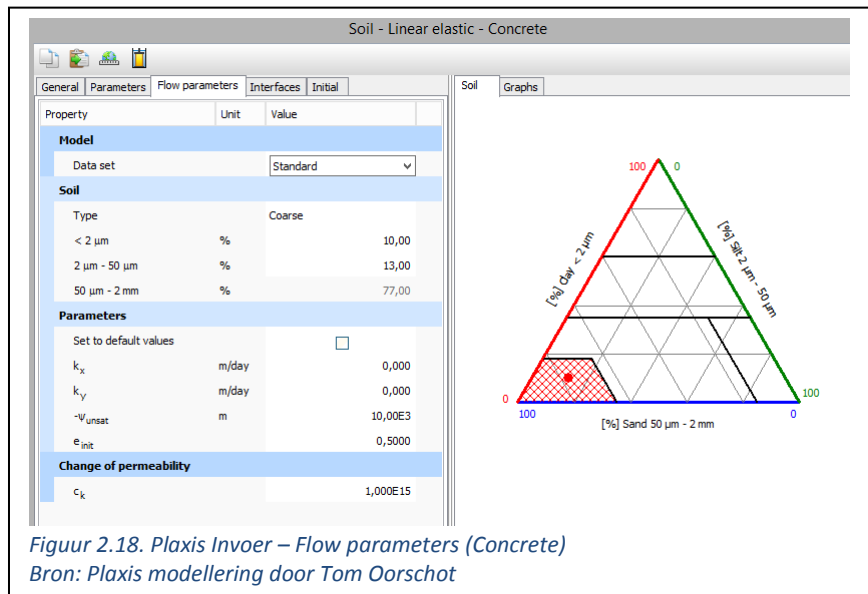 Soil - Linear elastic - Concrete
General Parameters Flow parameters Interfaces Initial
Property Unit Value
Model
Data set Standard
Soil
Type Coarse
< 2 µm % 10,00
2 µm - 50 µm % 13,00
50 µm - 2 mm % 77,00
Parameters
Set to default values
kx m/day 0,000
ky m/day 0,000
-Ψunsat m 10,00E3
einit 0,5000
Change of permeability
ck 1,000E15
Soil Graphs
100 0
[%] Clay < 2 µm
[%] Silt 2 µm - 50 µm
0 100
100 0
[%] Sand 50 µm - 2 mm
Figuur 2.18. Plaxis Invoer – Flow parameters (Concrete)
Bron: Plaxis modellering door Tom Oorschot